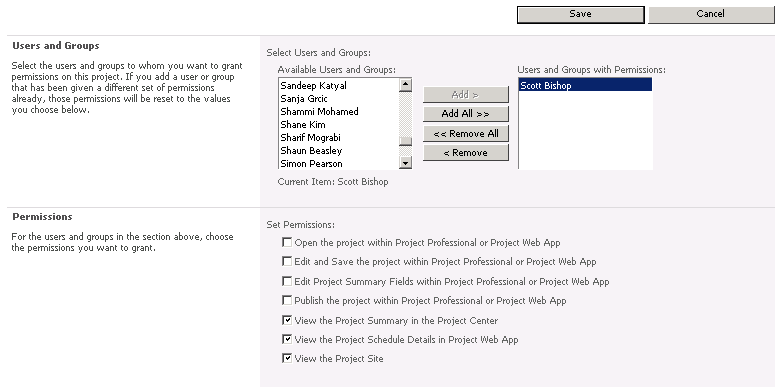 Save Cancel
Users and Groups
Select the users and groups to whom you want to grant
permissions on this project. If you add a user or group
that has been given a different set of permissions
already, those permissions will be reset to the values
you choose below.
Select Users and Groups:
Available Users and Groups:
Sandeep Katyal
Sanja Grcic
Shammi Mohamed
Shane Kim
Sharif Mograbi
Shaun Beasley
Simon Pearson
Add >
Add All >>
<< Remove All
< Remove
Users and Groups with Permissions:
Scott Bishop
Current Item: Scott Bishop
Permissions
For the users and groups in the section above, choose
the permissions you want to grant.
Set Permissions:
Open the project within Project Professional or Project Web App
Edit and Save the project within Project Professional or Project Web App
Edit Project Summary Fields within Project Professional or Project Web App
Publish the project within Project Professional or Project Web App
View the Project Summary in the Project Center
View the Project Schedule Details in Project Web App
View the Project Site